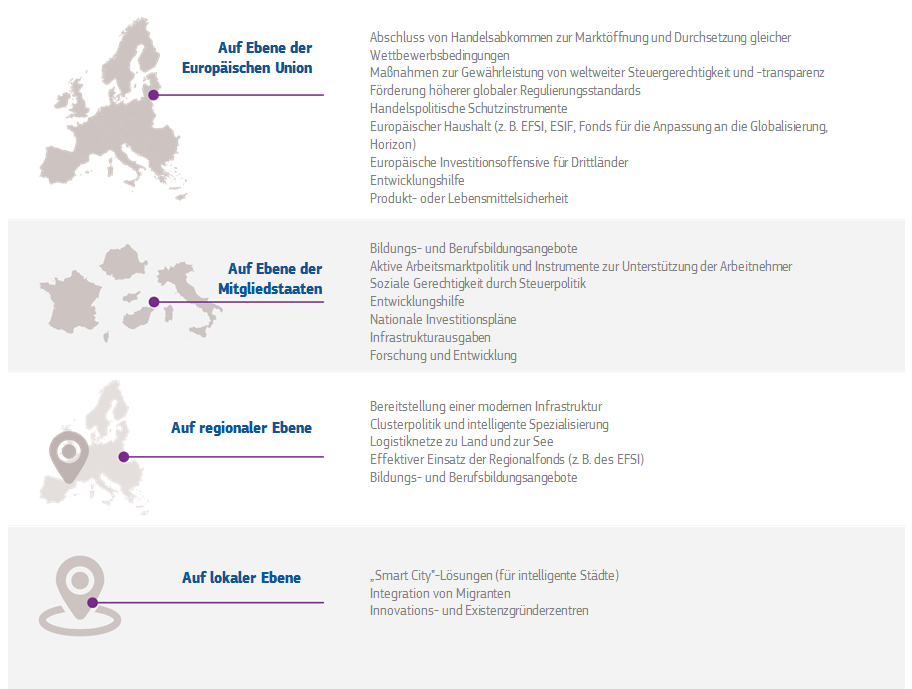 Auf Ebene der
Europäischen Union
Abschluss von Handelsabkommen zur Marktöffnung und Durchsetzung gleicher
Wettbewerbsbedingungen
Maßnahmen zur Gewährleistung von weltweiter Steuergerechtigkeit und -transparenz
Förderung höherer globaler Regulierungsstandards
Handelspolitische Schutzinstrumente
Europäischer Haushalt (z. B. EFSI, ESIF, Fonds für die Anpassung an die Globalisierung,
Horizon)
Europäische Investitionsoffensive für Drittländer
Entwicklungshilfe
Produkt- oder Lebensmittelsicherheit
Auf Ebene der
Mitgliedstaaten
Bildungs- und Berufsbildungsangebote
Aktive Arbeitsmarktpolitik und Instrumente zur Unterstützung der Arbeitnehmer
Soziale Gerechtigkeit durch Steuerpolitik
Entwicklungshilfe
Nationale Investitionspläne
Infrastrukturausgaben
Forschung und Entwicklung
Auf regionaler Ebene
Bereitstellung einer modernen Infrastruktur
Clusterpolitik und intelligente Spezialisierung
Logistiknetze zu Land und zur See
Effektiver Einsatz der Regionalfonds (z. B. des EFSI)
Bildungs- und Berufsbildungsangebote
Auf lokaler Ebene
„Smart City"-Lösungen (für intelligente Städte)
Integration von Migranten
Innovations- und Existenzgründerzentren